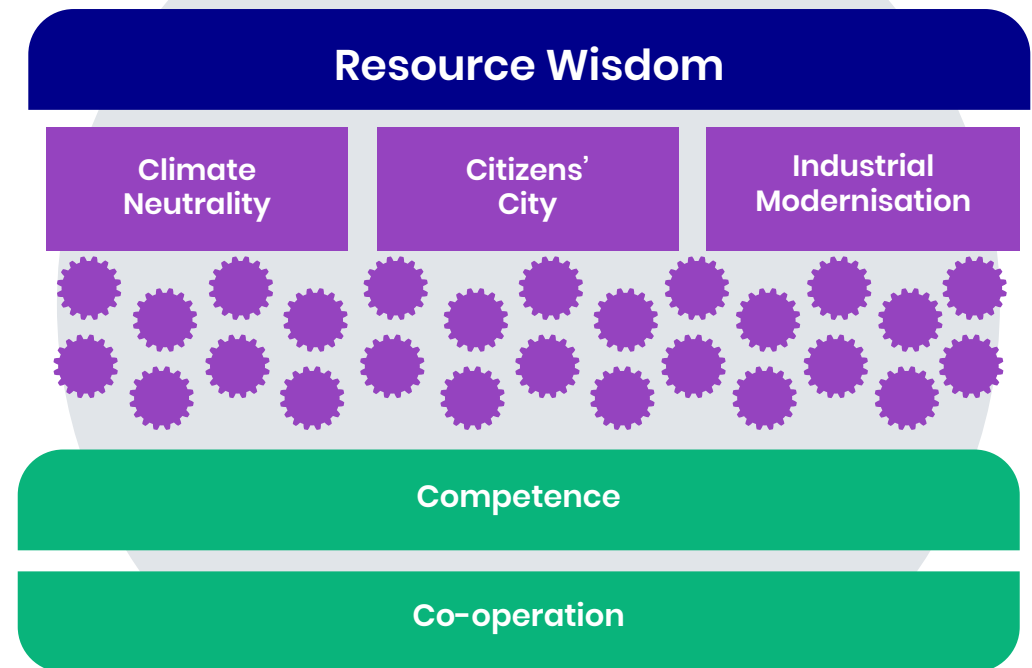 Resource Wisdom
Climate
Neutrality
Citizens’
City
Industrial
Modernisation
Competence
Co-operation